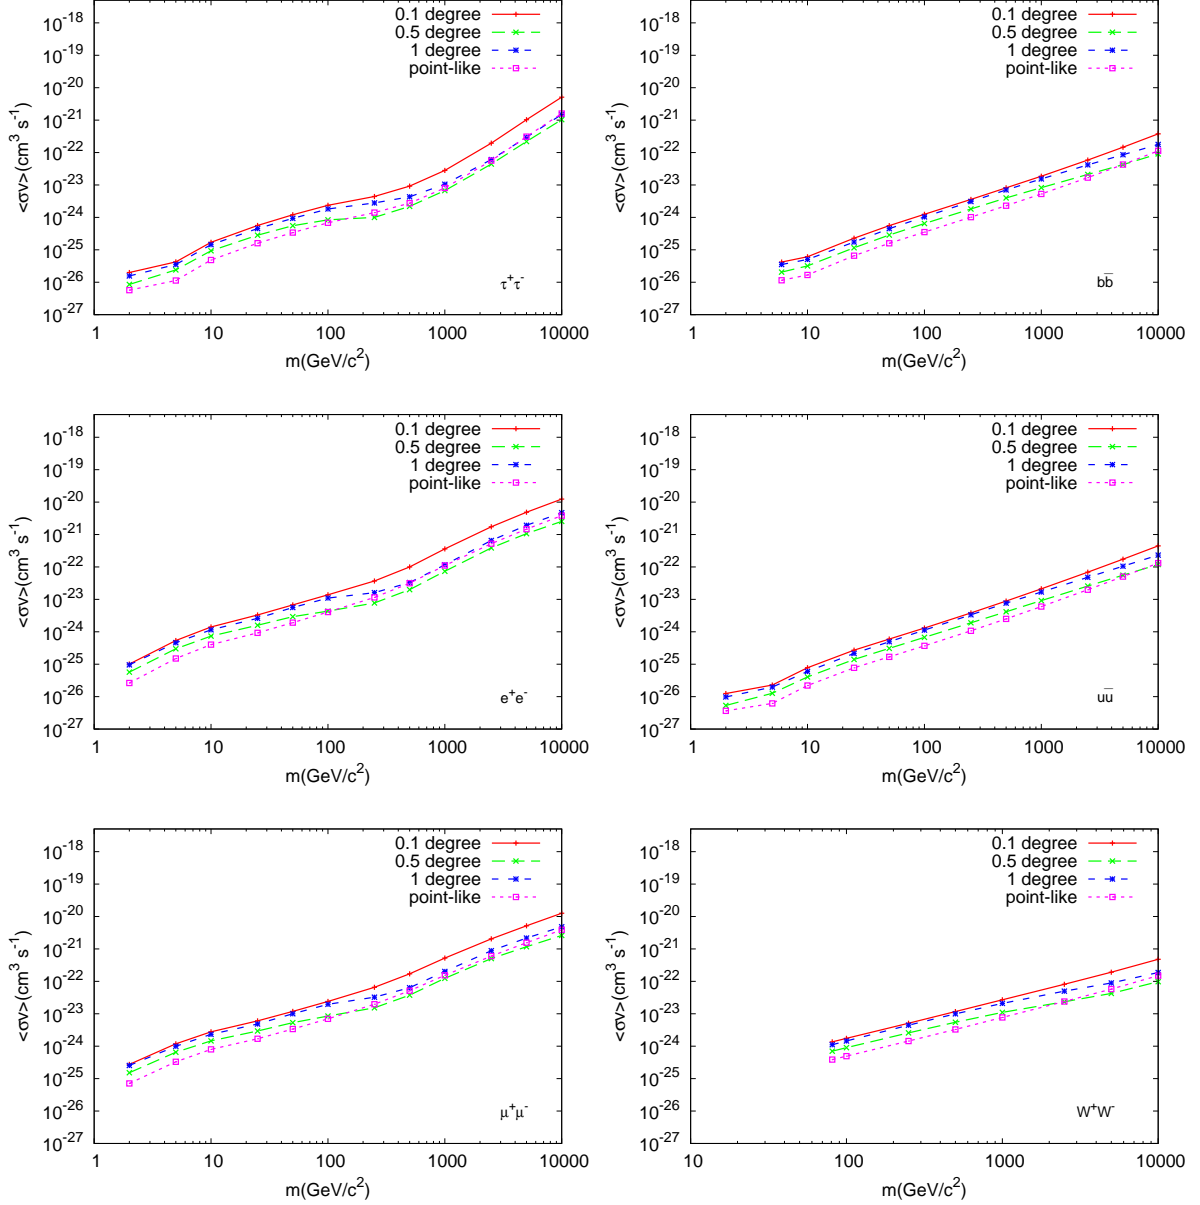 10^-18
10^-19
10^-20
10^-21
10^-22
10^-23
10^-24
10^-25
10^-26
10^-27
<σv>(cm^3 s^-1)
0.1 degree
0.5 degree
1 degree
point-like
τ^+τ^-
1 10 100 1000 10000
m(GeV/c^2)
10^-18
10^-19
10^-20
10^-21
10^-22
10^-23
10^-24
10^-25
10^-26
10^-27
<σv>(cm^3 s^-1)
0.1 degree
0.5 degree
1 degree
point-like
bb̅
1 10 100 1000 10000
m(GeV/c^2)
10^-18
10^-19
10^-20
10^-21
10^-22
10^-23
10^-24
10^-25
10^-26
10^-27
<σv>(cm^3 s^-1)
0.1 degree
0.5 degree
1 degree
point-like
e^+e^-
1 10 100 1000 10000
m(GeV/c^2)
10^-18
10^-19
10^-20
10^-21
10^-22
10^-23
10^-24
10^-25
10^-26
10^-27
<σv>(cm^3 s^-1)
0.1 degree
0.5 degree
1 degree
point-like
uu̅
1 10 100 1000 10000
m(GeV/c^2)
10^-18
10^-19
10^-20
10^-21
10^-22
10^-23
10^-24
10^-25
10^-26
10^-27
<σv>(cm^3 s^-1)
0.1 degree
0.5 degree
1 degree
point-like
μ^+μ^-
1 10 100 1000 10000
m(GeV/c^2)
10^-18
10^-19
10^-20
10^-21
10^-22
10^-23
10^-24
10^-25
10^-26
10^-27
<σv>(cm^3 s^-1)
0.1 degree
0.5 degree
1 degree
point-like
W^+W^-
10 100 1000 10000
m(GeV/c^2)